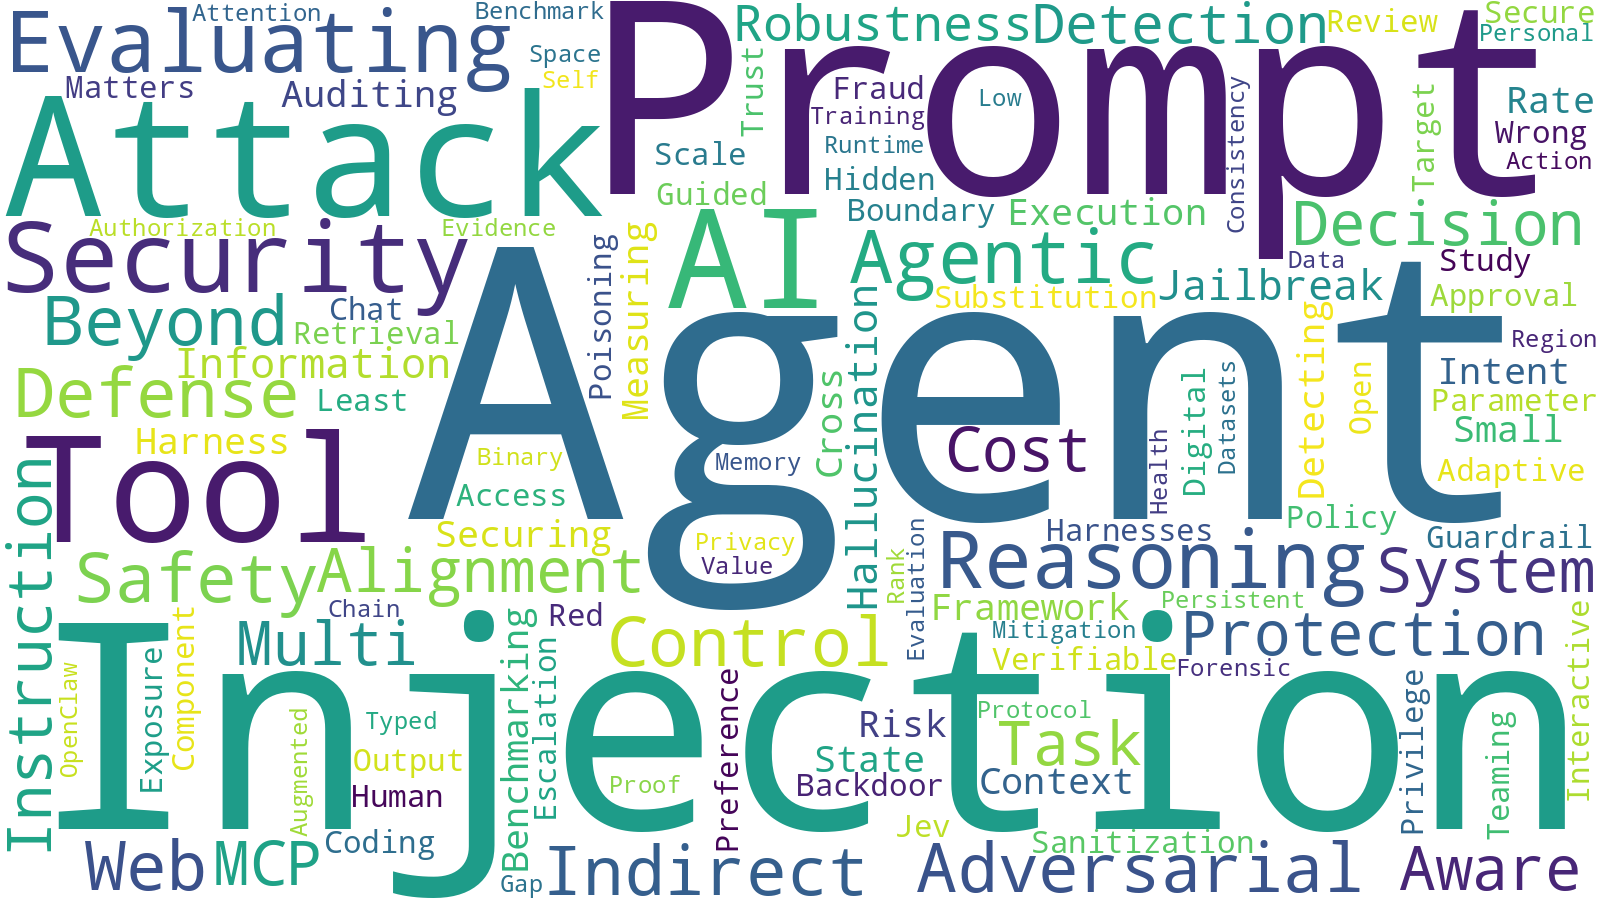 Evaluating
Attention
Benchmark
Prompt
Robustness
Detection
Review
Secure
Personal
Space
Self
Matters
Auditing
Trust
Fraud
Training
Low
Consistency
Target
Rate
Wrong
Action
Attack
Scale
Runtime
Hidden
Guided
Boundary
Execution
Decision
Authorization
Evidence
Security
Poisoning
Measuring
AI
Agentic
Data
Study
Jailbreak
Substitution
Approval
Beyond
Chat
Retrieval
Agent
Hallucination
Detecting
Region
Information
Intent
Defense
Least
Cross
Digital
Datasets
Open
Parameter
Small
Tool
Harness
Binary
Memory
Cost
Health
Adaptive
Access
Instruction
Securing
Privacy
Value
Evaluation
Harnesses
Policy
Guardrail
Safety
Alignment
Rank
Reasoning
System
Injection
Chain
Red
Framework
Persistent
Interactive
Component
Multi
Benchmarking
Escalation
Control
Mitigation
Verifiable
Protection
Forensic
OpenClaw
Exposure
Preference
Privilege
Augmented
Typed
Output
Risk
Protocol
Task
Teaming
State
Human
Proof
Backdoor
Context
Coding
Jev
Sanitization
Web
MCP
Gap
Indirect
Adversarial
Aware